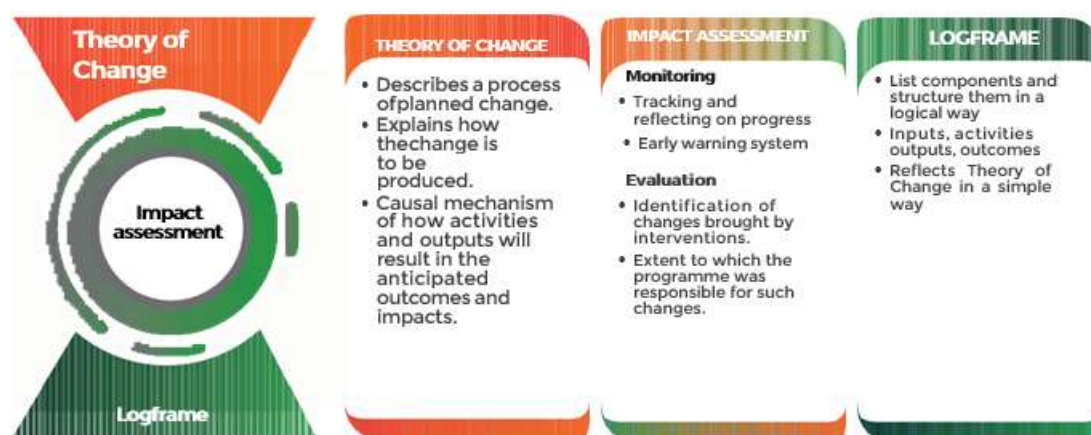 Theory of
Change
Impact
assessment
Logframe
THEORY OF CHANGE
• Describes a process
ofplanned change.
• Explains how
thechange is
to be
produced.
• Causal mechanism
of how activities
and outputs will
result in the
anticipated
outcomes and
impacts.
IMPACT ASSESSMENT
Monitoring
• Tracking and
reflecting on progress
• Early warning system
Evaluation
• Identification of
changes brought by
interventions.
• Extent to which the
programme was
responsible for such
changes.
LOGFRAME
• List components and
structure them in a
logical way
• Inputs, activities
outputs, outcomes
• Reflects Theory of
Change in a simple
way